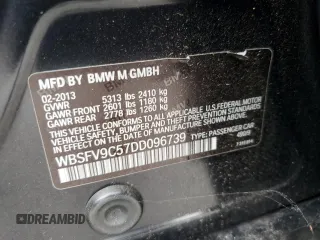 MFD BY BMW M GMBH
02-2013
GVWR 5313 LBS 2410 kg
GAWR FRONT 2601 LBS 1180 kg
GAWR REAR 2778 LBS 1260 kg
THIS VEHICLE CONFORMS TO ALL APPLICABLE
FEDERAL MOTOR VEHICLE SAFETY, BUMPER
AND THEFT PREVENTION STANDARDS IN EFFECT
ON THE DATE OF MANUFACTURE SHOWN ABOVE.
WBSFV9C57DD096739
TYPE: PASSENGER CAR
DREAMBID